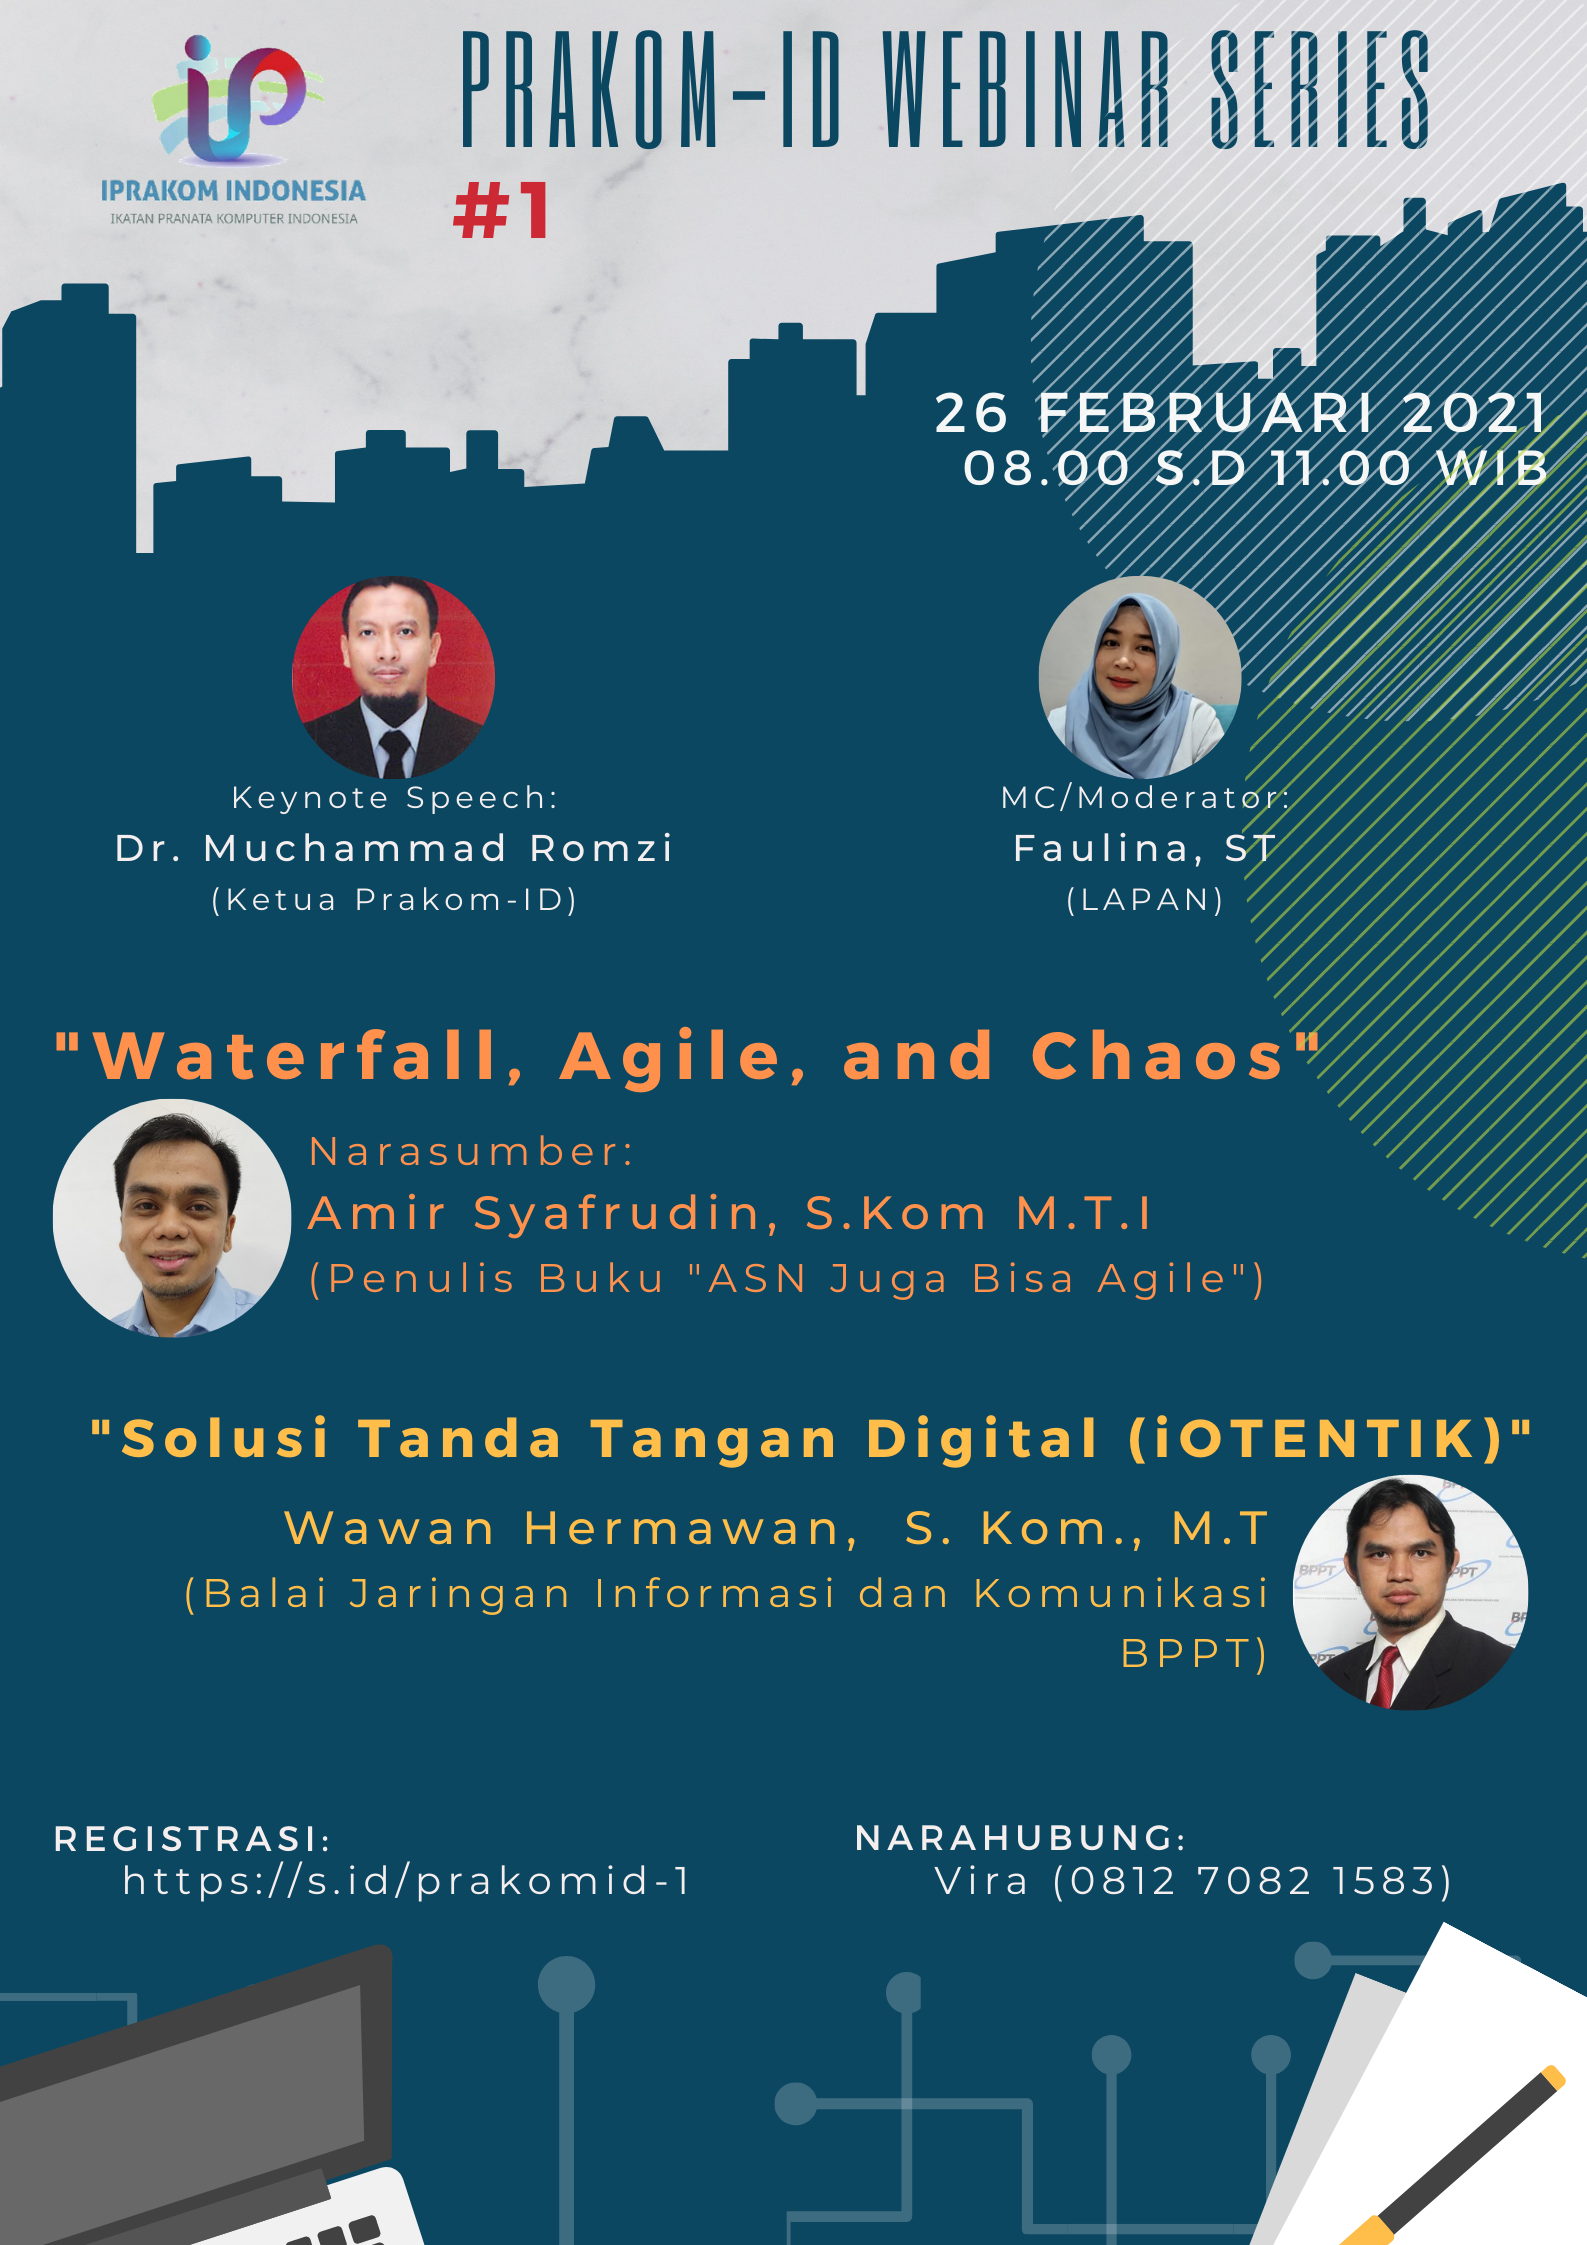 PRAKOM-ID WEBINAR SERIES
#1
IPRAKOM INDONESIA
IKATAN PRANATA KOMPUTER INDONESIA
26 FEBRUARI 2021
08.00 S.D 11.00 WIB
Keynote Speech:
Dr. Muchammad Romzi
(Ketua Prakom-ID)
MC/Moderator:
Faulina, ST
(LAPAN)
"Waterfall, Agile, and Chaos"
Narasumber:
Amir Syafrudin, S.Kom M.T.I
(Penulis Buku "ASN Juga Bisa Agile")
"Solusi Tanda Tangan Digital (iOTENTIK)"
Wawan Hermawan, S. Kom., M.T
(Balai Jaringan Informasi dan Komunikasi
BPPT)
BPPT
REGISTRASI:
https://s.id/prakomid-1
NARAHUBUNG:
Vira (0812 7082 1583)